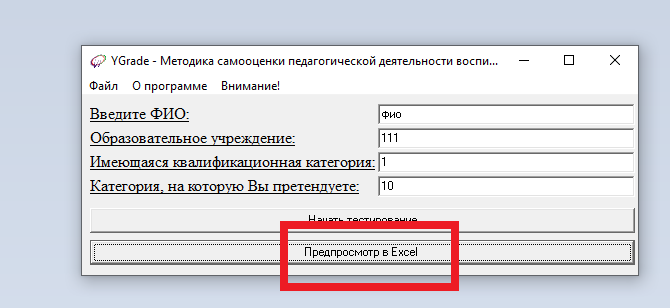 YGrade - Методика самооценки педагогической деятельности воспи...
Файл О программе Внимание!
Введите ФИО: фио
Образовательное учреждение: 111
Имеющаяся квалификационная категория: 1
Категория, на которую Вы претендуете: 10
Начать тестирование
Предпросмотр в Excel